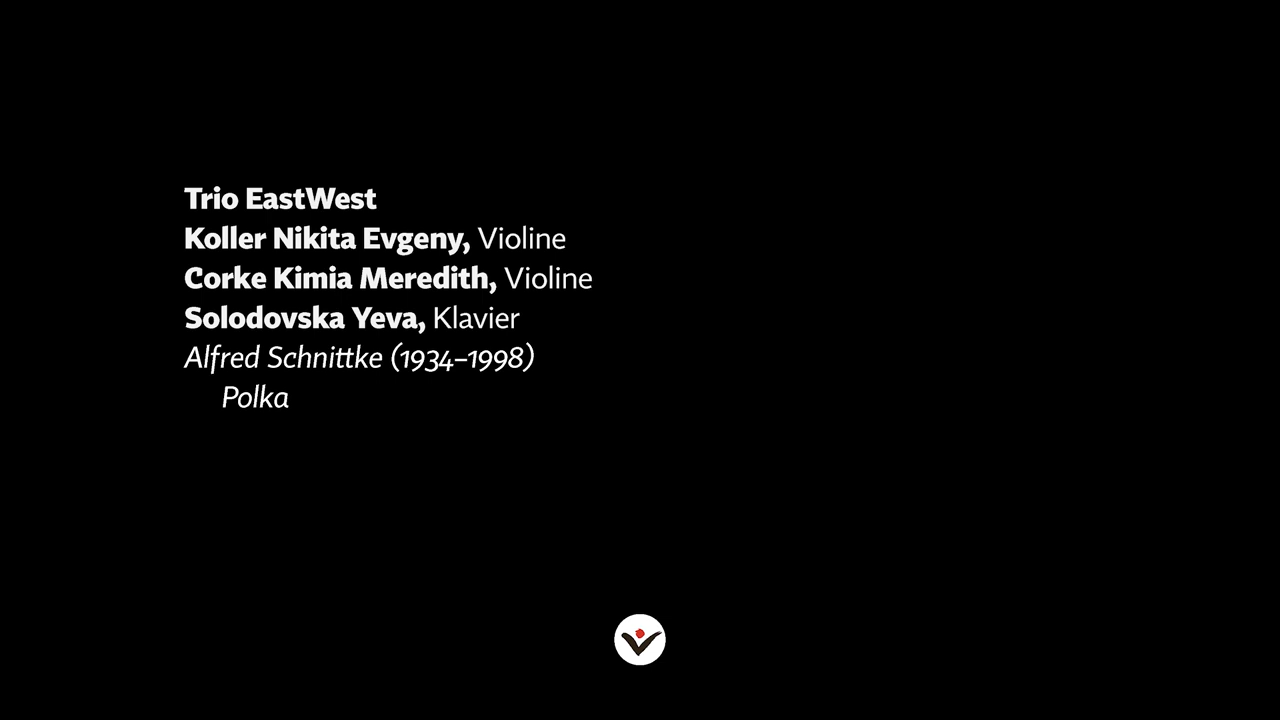 Trio EastWest
Koller Nikita Evgeny, Violine
Corke Kimia Meredith, Violine
Solodovska Yeva, Klavier
Alfred Schnittke (1934–1998)
Polka